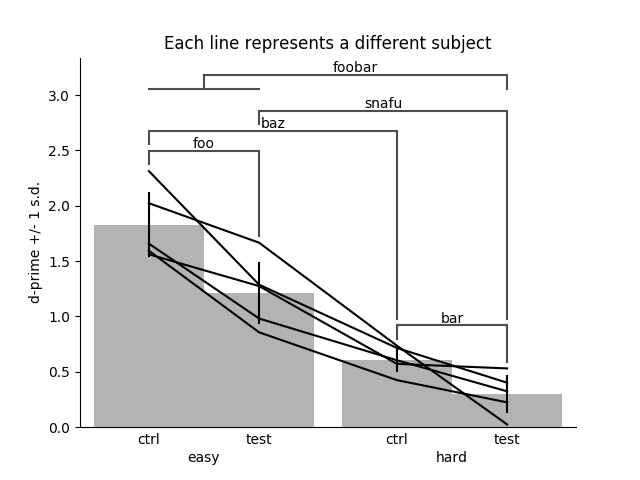 Each line represents a different subject
foobar
3.0
snafu
baz
foo
2.5
2.0
1.5
1.0
bar
0.5
0.0
d-prime +/- 1 s.d.
ctrl test ctrl test
easy hard